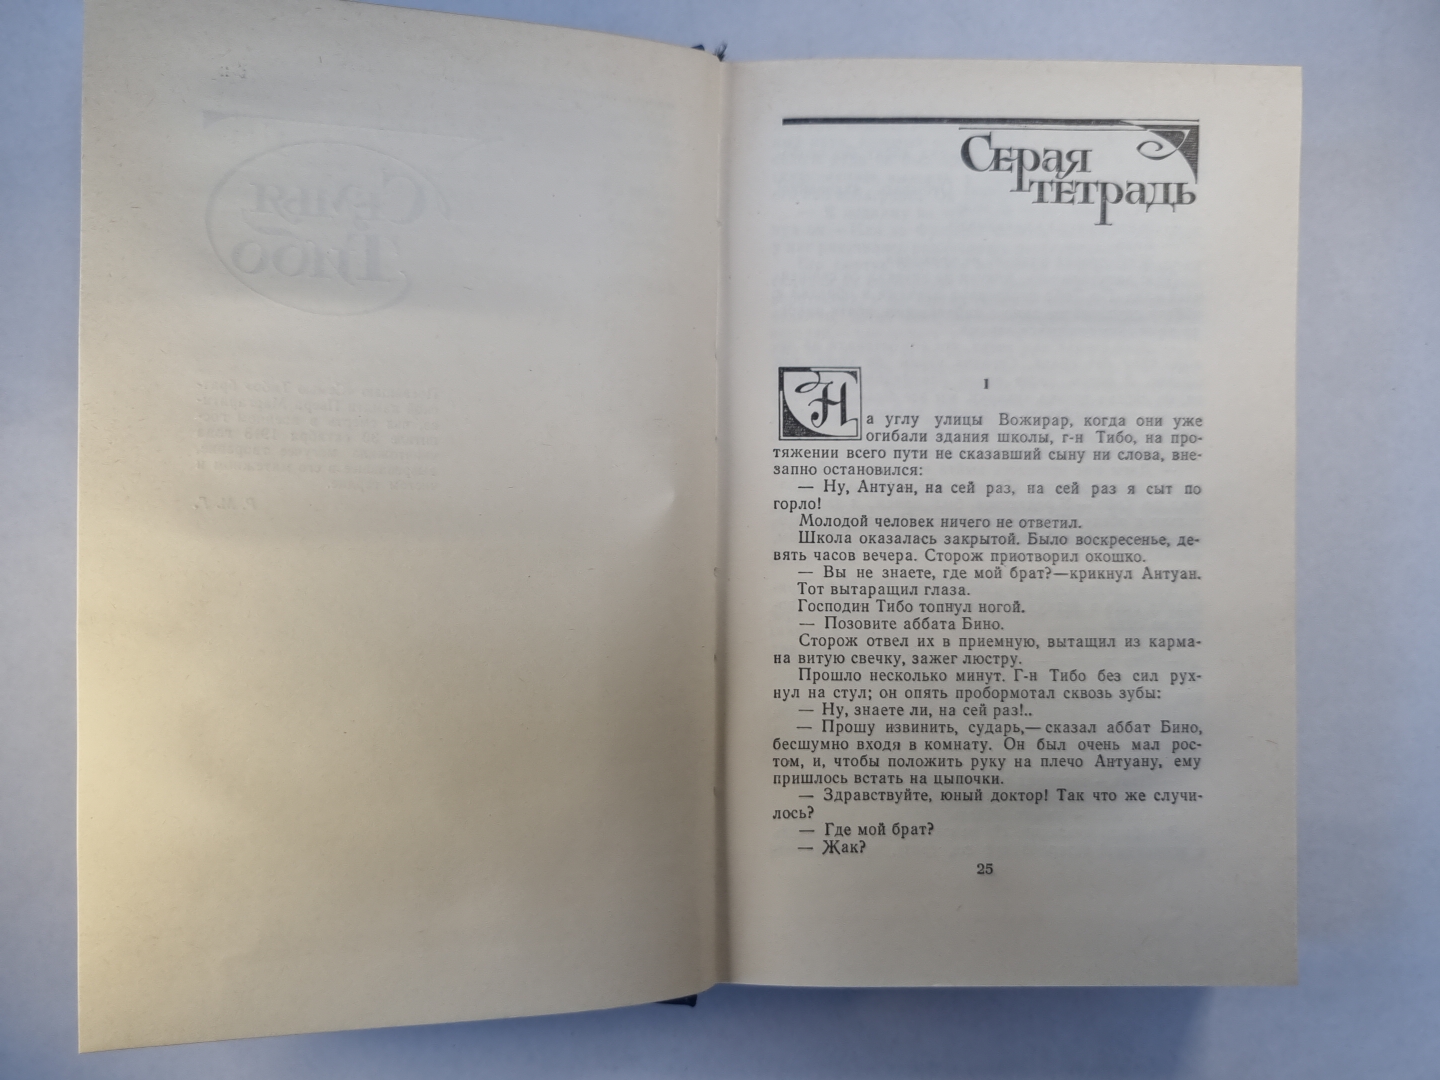 Семья
Тибо
Серая
тетрадь
I
На углу улицы Вожирар, когда они уже
огибали здания школы, г-н Тибо, на про-
тяжении всего пути не сказавший сыну ни слова, вне-
запно остановился:
— Ну, Антуан, на сей раз, на сей раз я сыт по
горло!
Молодой человек ничего не ответил.
Школа оказалась закрытой. Было воскресенье, де-
вять часов вечера. Сторож приотворил окошко.
— Вы не знаете, где мой брат?—крикнул Антуан.
Тот вытаращил глаза.
Господин Тибо топнул ногой.
— Позовите аббата Бино.
Сторож отвел их в приемную, вытащил из карма-
на витую свечку, зажег люстру.
Прошло несколько минут. Г-н Тибо без сил рух-
нул на стул; он опять пробормотал сквозь зубы:
— Ну, знаете ли, на сей раз!..
— Прошу извинить, сударь,— сказал аббат Бино,
бесшумно входя в комнату. Он был очень мал рос-
том, и, чтобы положить руку на плечо Антуану, ему
пришлось встать на цыпочки.
— Здравствуйте, юный доктор! Так что же случи-
лось?
— Где мой брат?
— Жак?
25